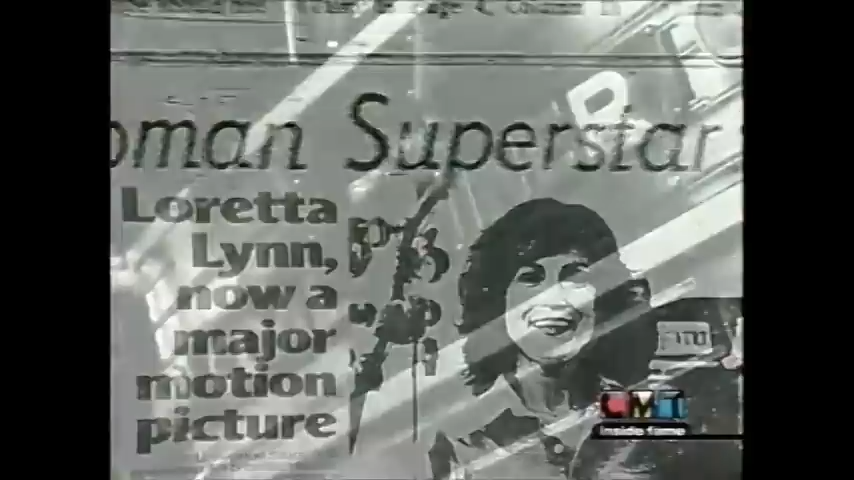 oman Superstar
Loretta
Lynn,
now a
major
motion
picture
CMT
Inside fame